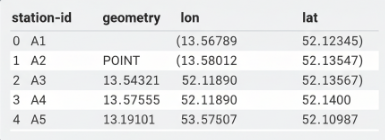 station-id geometry lon lat
0 A1 (13.56789 52.12345)
1 A2 POINT (13.58012 52.13547)
2 A3 13.54321 52.11890 52.13567)
3 A4 13.57555 52.11890 52.1400
4 A5 13.19101 53.57507 52.10987